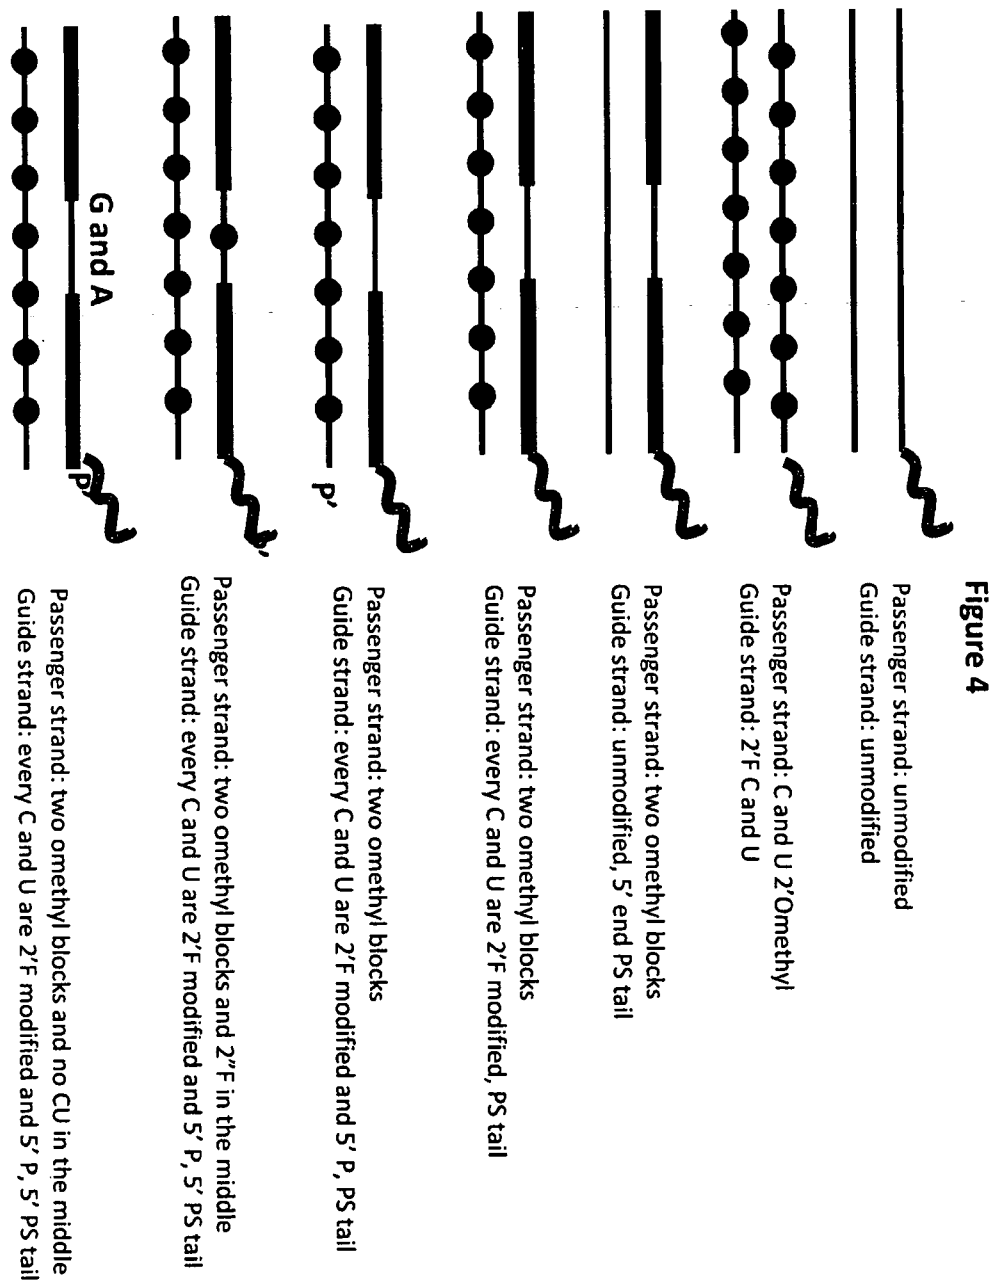 Figure 4
Passenger strand: unmodified
Guide strand: unmodified
Passenger strand: C and U 2'Omethyl
Guide strand: 2'F C and U
Passenger strand: two omethyl blocks
Guide strand: unmodified, 5' end PS tail
Passenger strand: two omethyl blocks
Guide strand: every C and U are 2'F modified, PS tail
P'
Passenger strand: two omethyl blocks
Guide strand: every C and U are 2'F modified and 5' P, PS tail
Passenger strand: two omethyl blocks and 2"F in the middle
Guide strand: every C and U are 2'F modified and 5' P, 5' PS tail
G and A
P'
Passenger strand: two omethyl blocks and no CU in the middle
Guide strand: every C and U are 2'F modified and 5' P, 5' PS tail